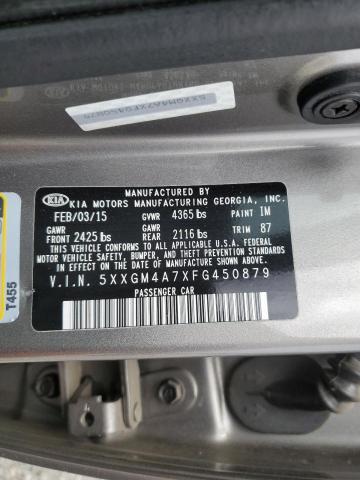 5XXGM4A7XFG450879
MANUFACTURED BY
KIA KIA MOTORS MANUFACTURING GEORGIA, INC.
FEB/03/15 GVWR 4365 lbs PAINT IM
GAWR FRONT 2425 lbs GAWR REAR 2116 lbs TRIM 87
THIS VEHICLE CONFORMS TO ALL APPLICABLE U.S.A. FEDERAL
MOTOR VEHICLE SAFETY, BUMPER, AND THEFT PREVENTION
STANDARDS IN EFFECT ON THE DATE OF MANUFACTURE SHOWN ABOVE.
V.I.N. 5XXGM4A7XFG450879
PASSENGER CAR
T455